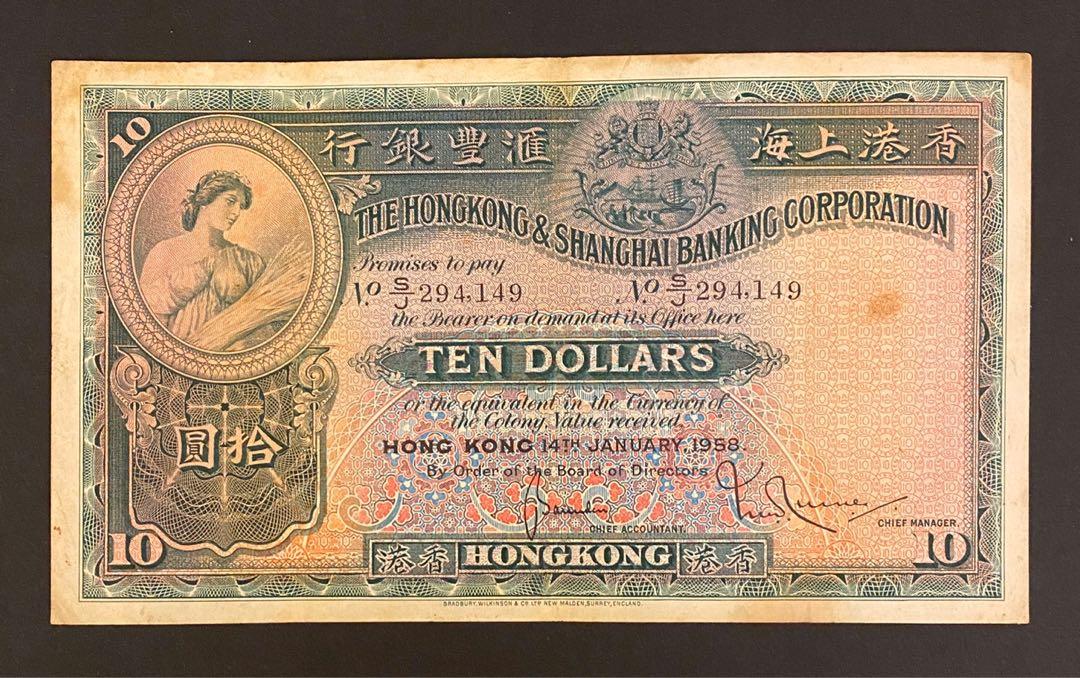 10
行銀豐滙 海上港香
THE HONGKONG & SHANGHAI BANKING CORPORATION
Promises to pay
No. S/J 294,149 No. S/J 294,149
the Bearer on demand at its Office here
TEN DOLLARS
or the equivalent in the Currency of
the Colony, Value received.
HONG KONG 14TH JANUARY, 1958.
By Order of the Board of Directors
圓拾
CHIEF ACCOUNTANT.
CHIEF MANAGER.
10 港香 HONGKONG 港香 10
BRADBURY, WILKINSON & Co. LTD NEW MALDEN, SURREY, ENGLAND.